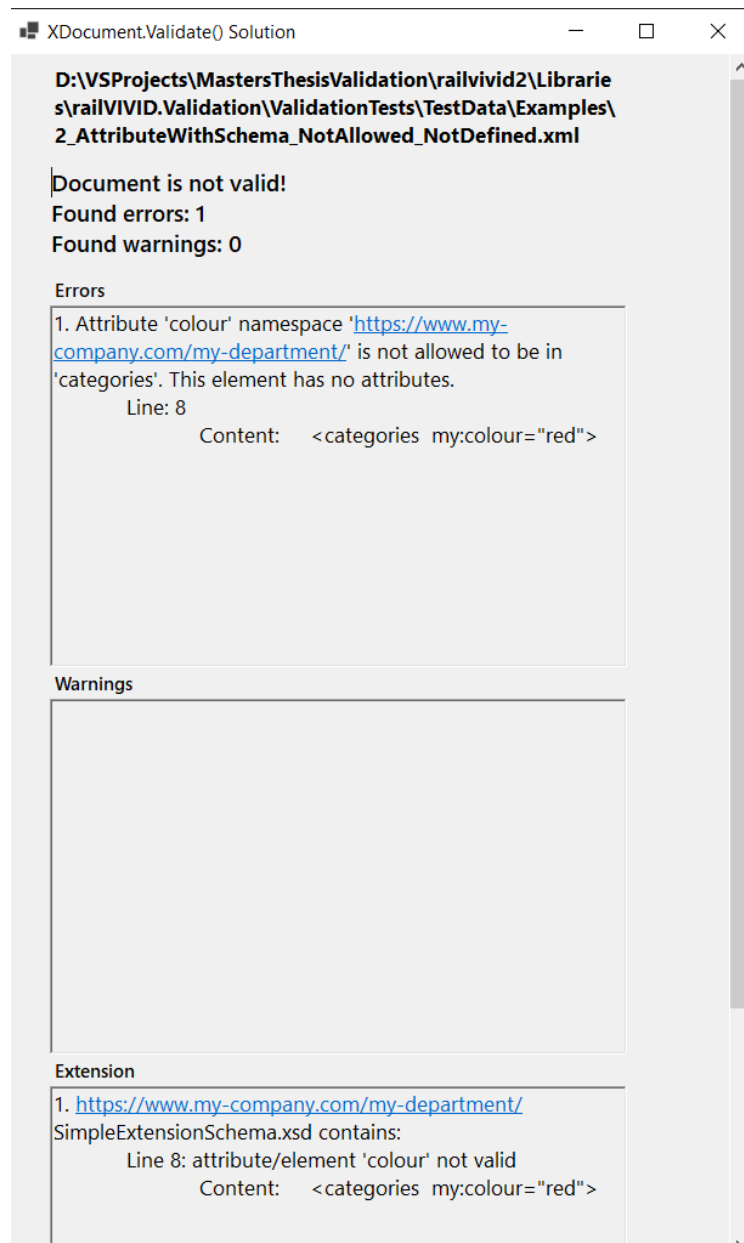 XDocument.Validate() Solution
D:\VSProjects\MastersThesisValidation\railvivid2\Librarie
s\railVIVID.Validation\ValidationTests\TestData\Examples\
2_AttributeWithSchema_NotAllowed_NotDefined.xml
Document is not valid!
Found errors: 1
Found warnings: 0
Errors
1. Attribute 'colour' namespace 'https://www.my-
company.com/my-department/' is not allowed to be in
'categories'. This element has no attributes.
Line: 8
Content: <categories my:colour="red">
Warnings
Extension
1. https://www.my-company.com/my-department/
SimpleExtensionSchema.xsd contains:
Line 8: attribute/element 'colour' not valid
Content: <categories my:colour="red">